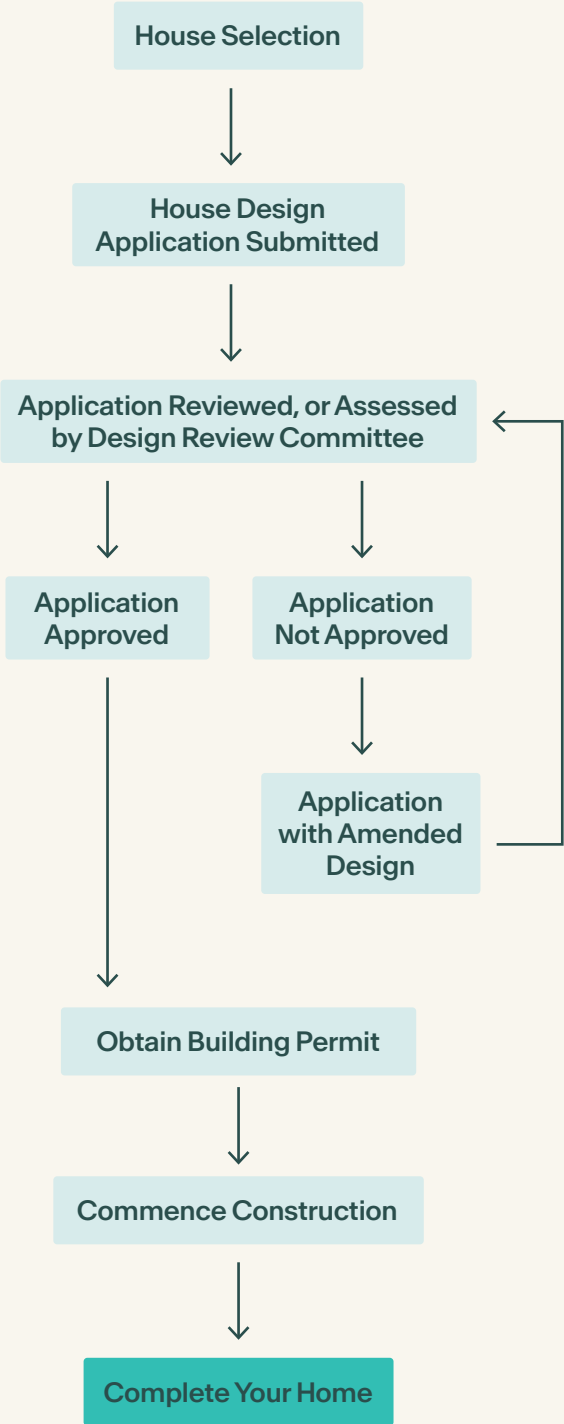 House Selection
House Design
Application Submitted
Application Reviewed, or Assessed
by Design Review Committee
Application
Approved
Application
Not Approved
Application
with Amended
Design
Obtain Building Permit
Commence Construction
Complete Your Home